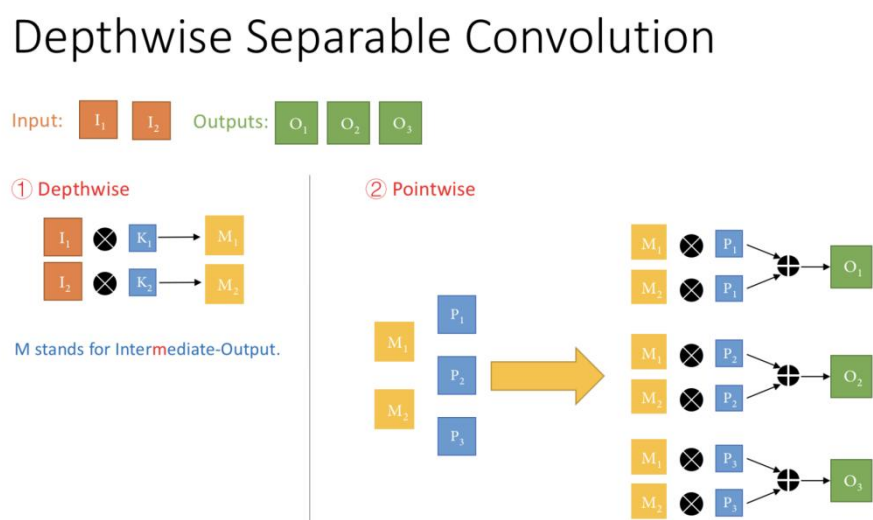 Depthwise Separable Convolution
Input: I₁ I₂ Outputs: O₁ O₂ O₃
① Depthwise
I₁ K₁ M₁
I₂ K₂ M₂
M stands for Intermediate-Output.
② Pointwise
M₁
M₂
P₁
P₂
P₃
M₁ P₁
M₂ P₁
O₁
M₁ P₂
M₂ P₂
O₂
M₁ P₃
M₂ P₃
O₃